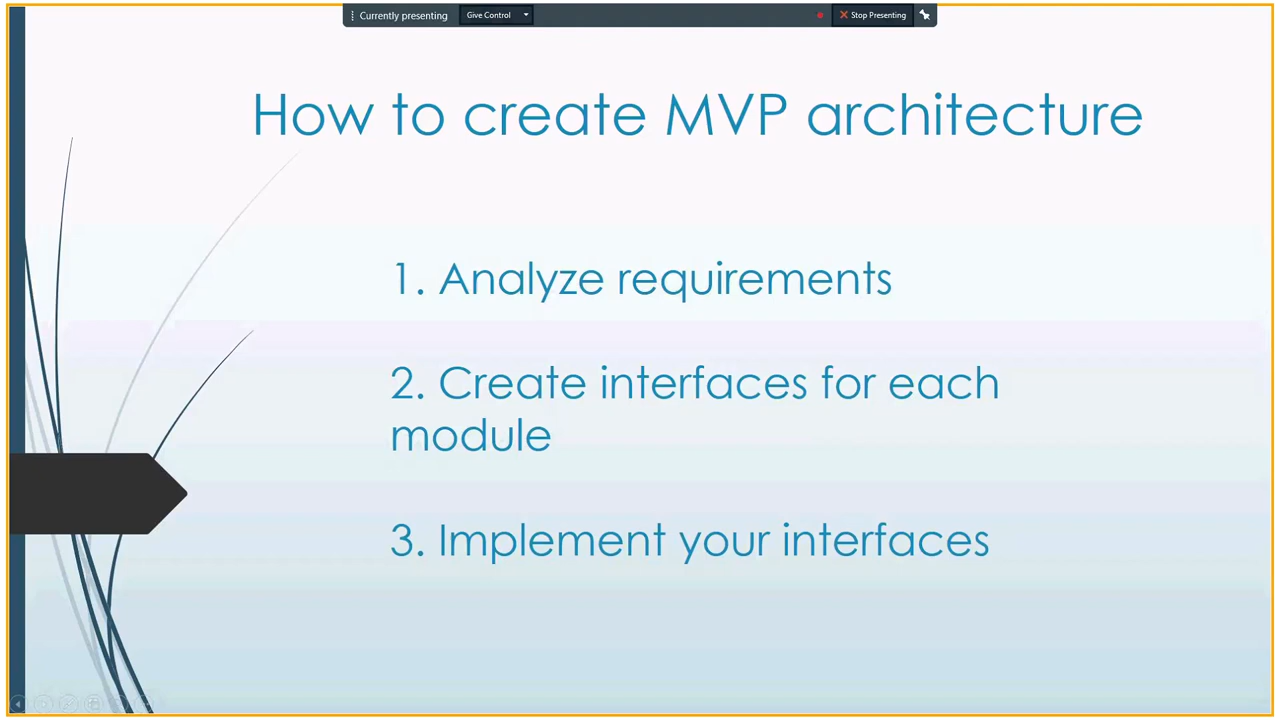 Currently presenting Give Control Stop Presenting
How to create MVP architecture
1. Analyze requirements
2. Create interfaces for each
module
3. Implement your interfaces